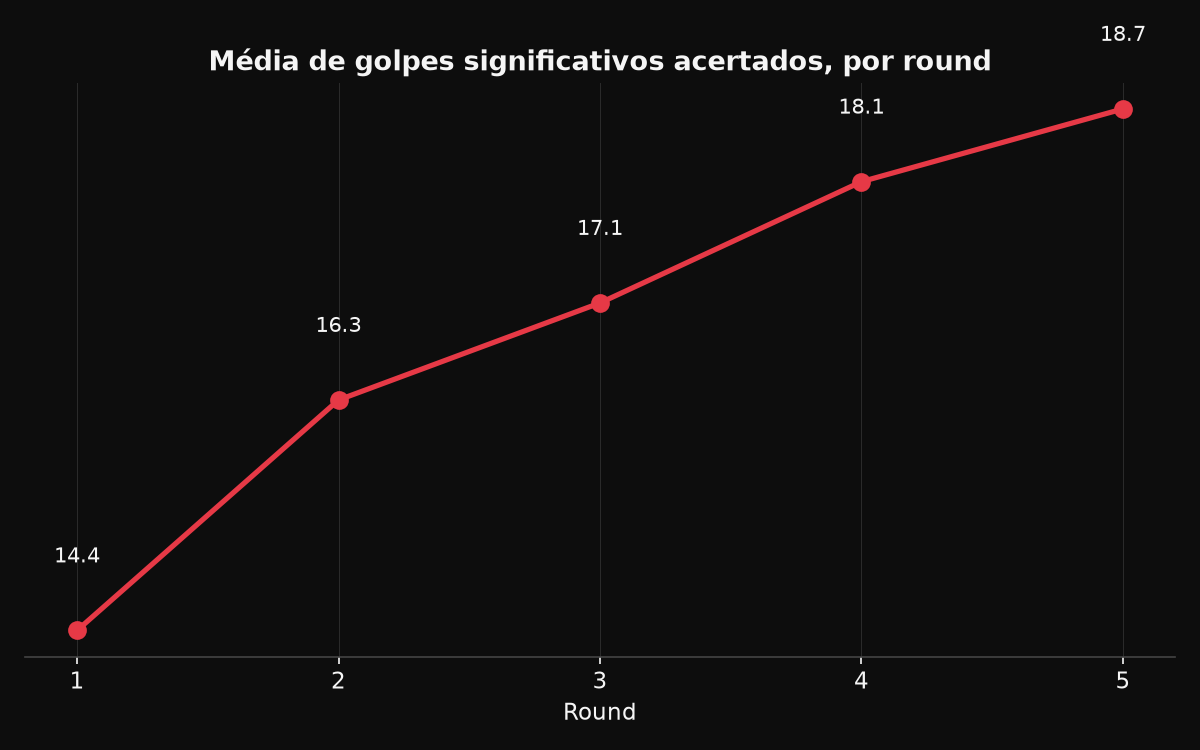 18.7
Média de golpes significativos acertados, por round
18.1
17.1
16.3
14.4
1 2 3 4 5
Round